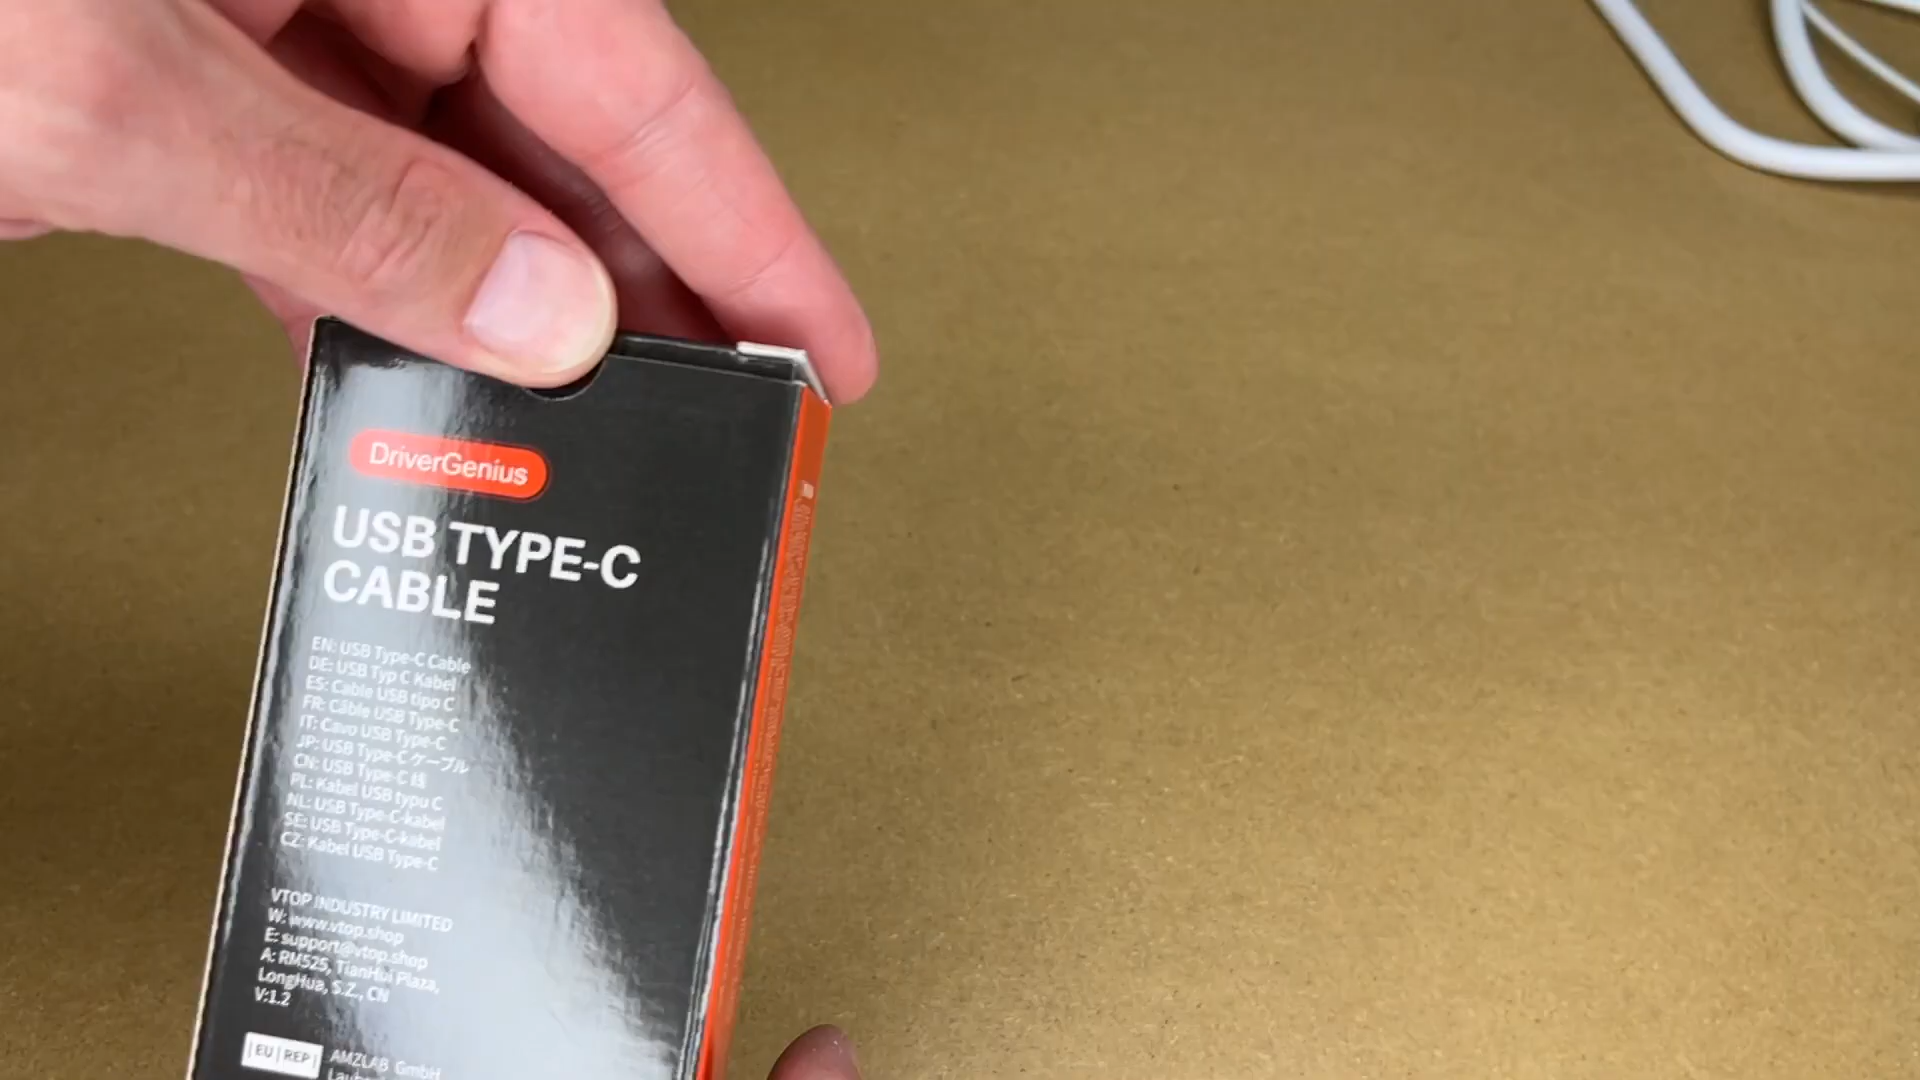 DriverGenius
USB TYPE-C
CABLE
EN: USB Type-C Cable
DE: USB Typ C Kabel
ES: Cable USB tipo C
FR: Câble USB Type-C
IT: Cavo USB Type-C
JP: USB Type-C ケーブル
CN: USB Type-C 线
PL: Kabel USB typu C
NL: USB Type-C-kabel
SE: USB Type-C-kabel
CZ: Kabel USB Type-C
VTOP INDUSTRY LIMITED
W: www.vtop.shop
E: support@vtop.shop
A: RM525, TianHui Plaza,
LongHua, S.Z., CN
V:1.2
EU REP
AMZLAB GmbH